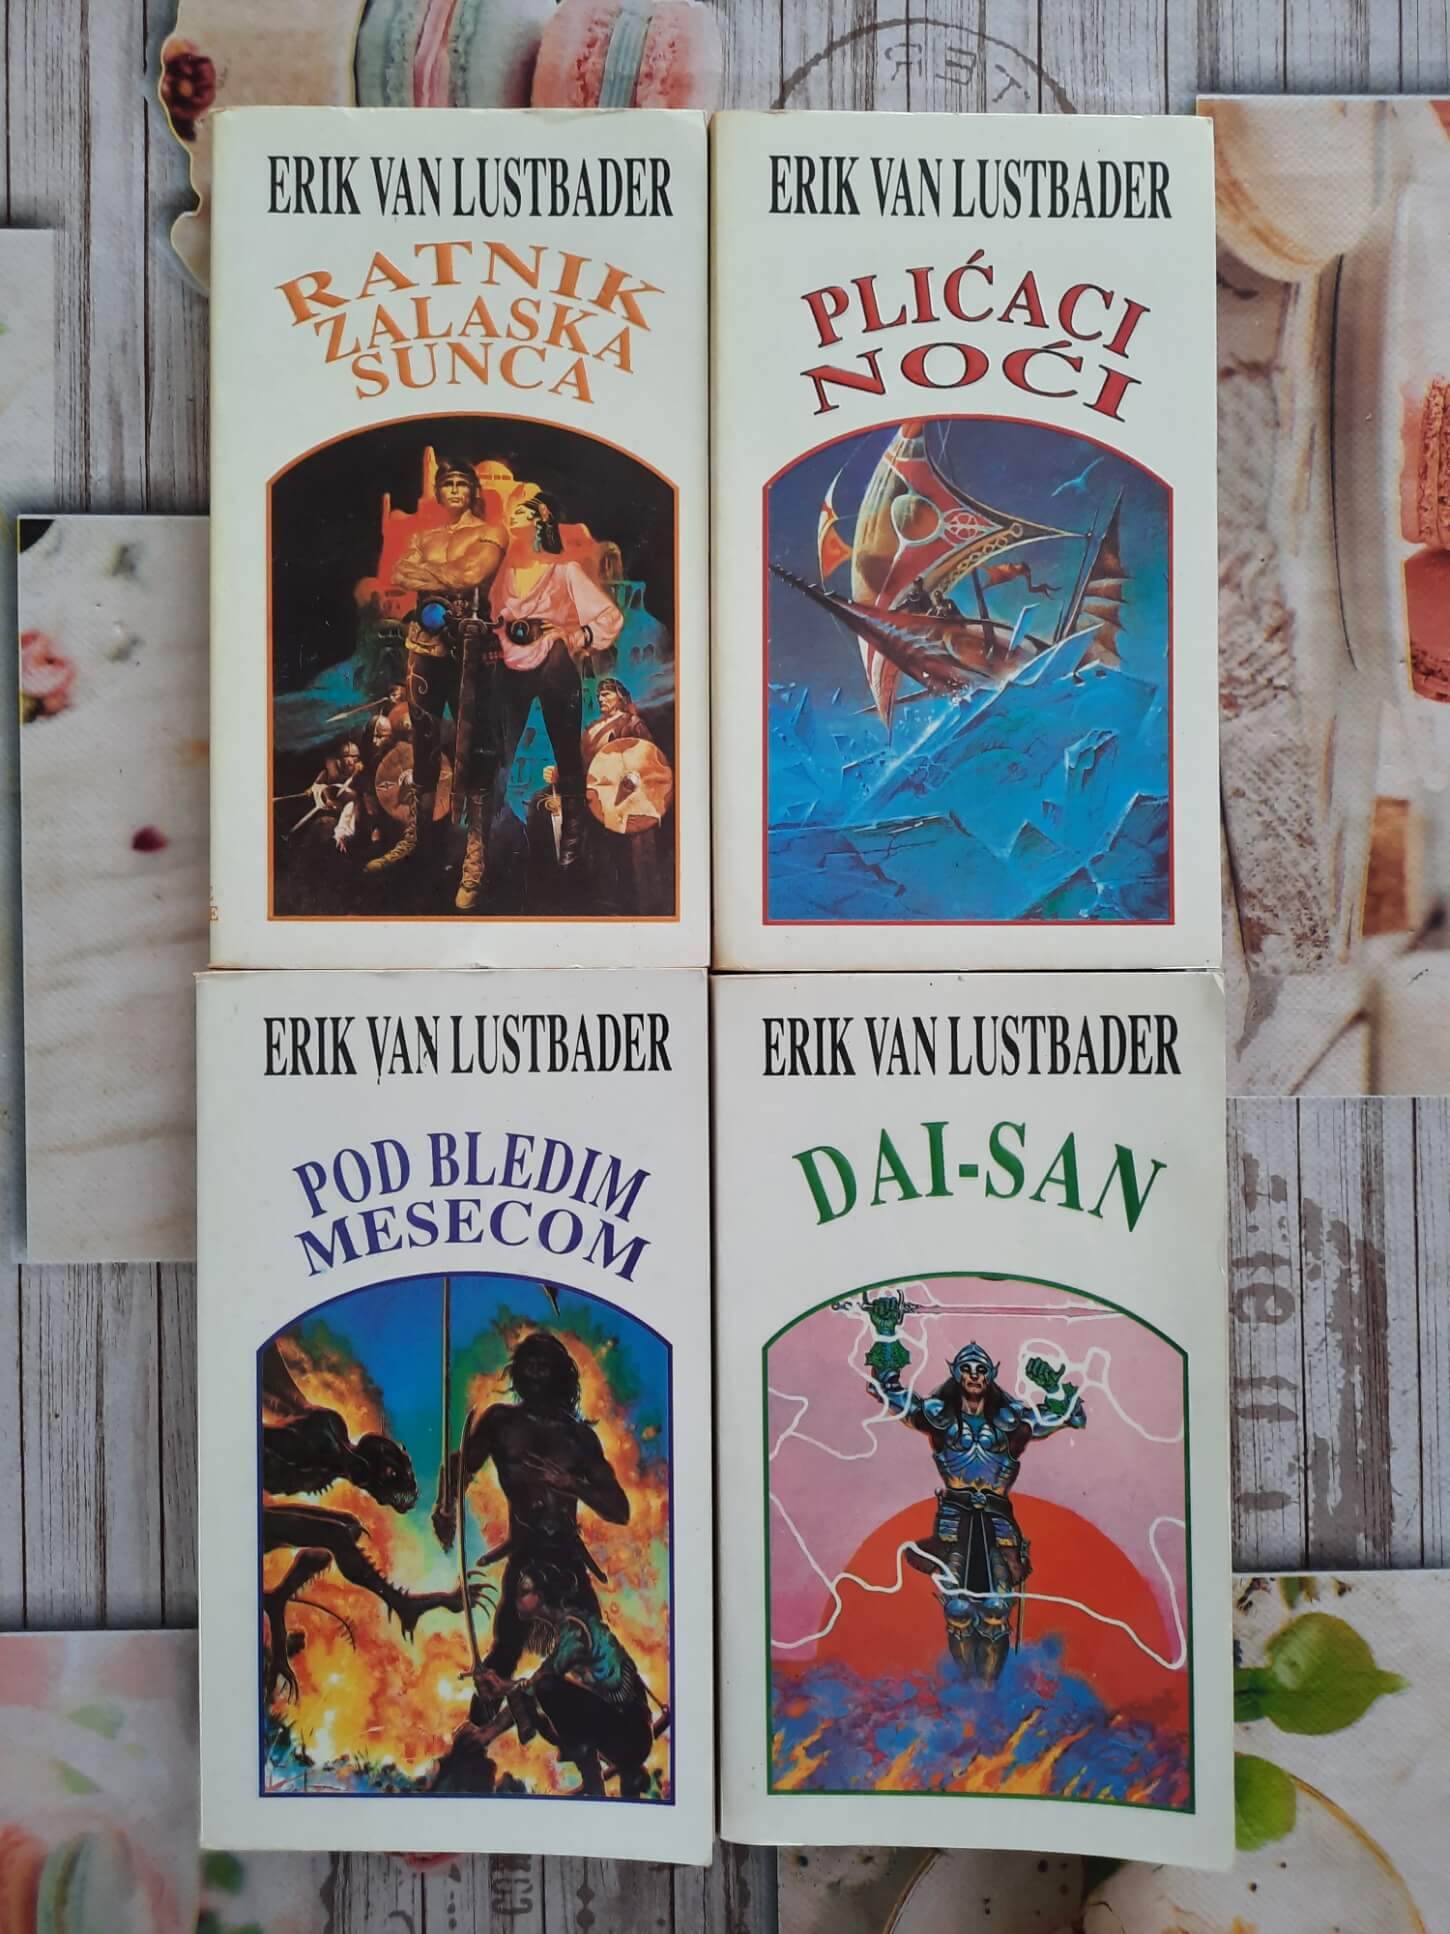 ERIK VAN LUSTBADER
RATNIK
ZALASKA
SUNCA
ERIK VAN LUSTBADER
PLIĆACI
NOĆI
ERIK VAN LUSTBADER
POD BLEDIM
MESECOM
ERIK VAN LUSTBADER
DAI-SAN